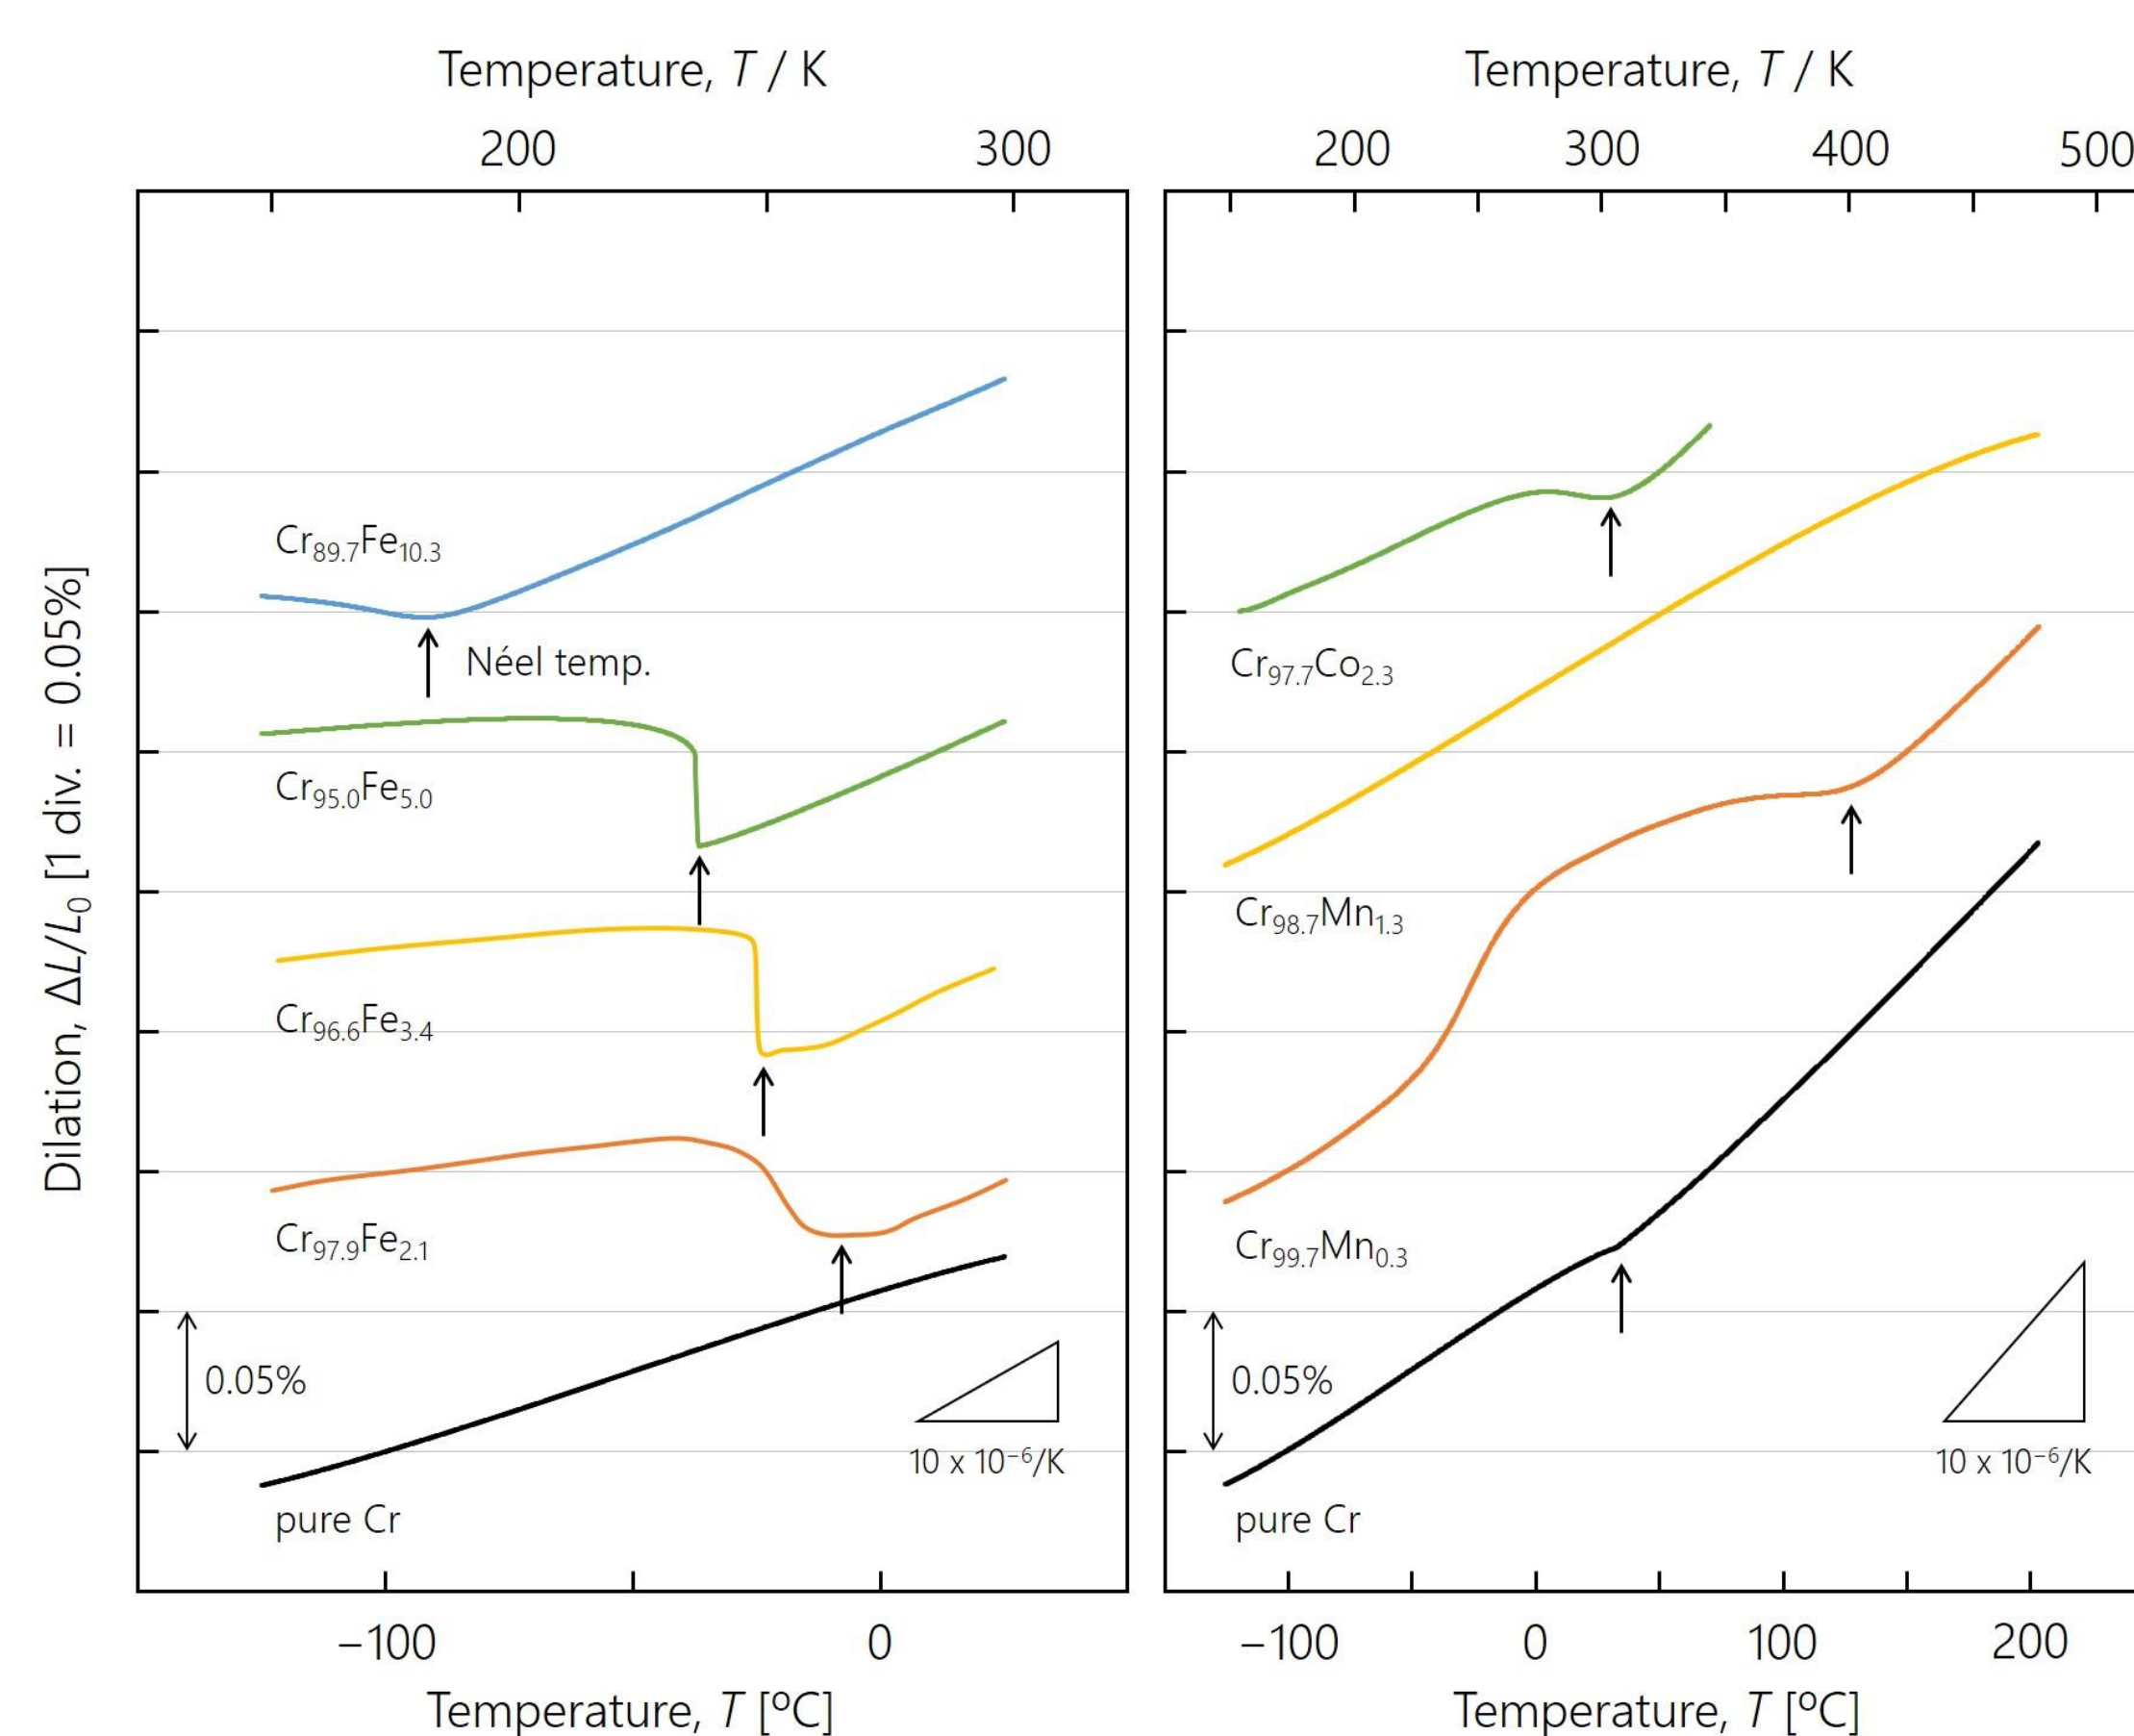 Temperature, T / K
200 300
Dilation, ΔL/L₀ [1 div. = 0.05%]
Cr₈₉.₇Fe₁₀.₃
Néel temp.
Cr₉₅.₀Fe₅.₀
Cr₉₆.₆Fe₃.₄
Cr₉₇.₉Fe₂.₁
0.05%
10 x 10⁻⁶/K
pure Cr
−100 0
Temperature, T [ºC]
Temperature, T / K
200 300 400 500
Cr₉₇.₇Co₂.₃
Cr₉₈.₇Mn₁.₃
Cr₉₉.₇Mn₀.₃
0.05%
10 x 10⁻⁶/K
pure Cr
−100 0 100 200
Temperature, T [ºC]